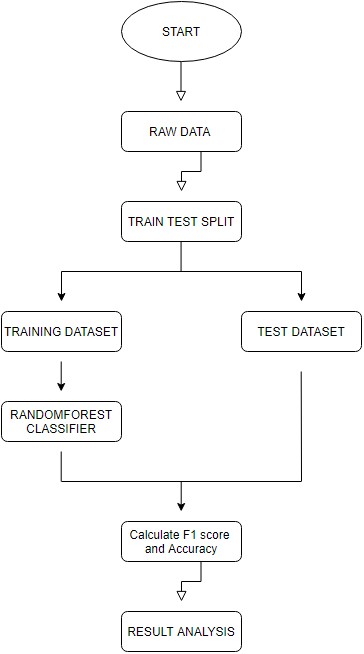 START
RAW DATA
TRAIN TEST SPLIT
TRAINING DATASET
TEST DATASET
RANDOMFOREST
CLASSIFIER
Calculate F1 score
and Accuracy
RESULT ANALYSIS